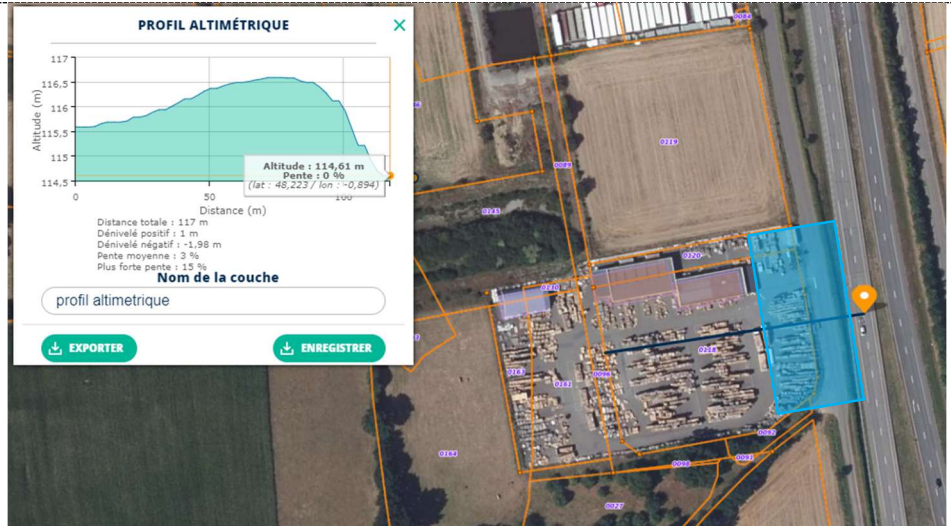 PROFIL ALTIMÉTRIQUE
×
117
116,5
116
115,5
115
114,5
Altitude (m)
0
50
100
Distance (m)
Altitude : 114,61 m
Pente : 0 %
(lat : 48,223 / lon : -0,894)
Distance totale : 117 m
Dénivelé positif : 1 m
Dénivelé négatif : -1,98 m
Pente moyenne : 3 %
Plus forte pente : 15 %
Nom de la couche
profil altimetrique
EXPORTER
ENREGISTRER
0084
0119
0089
0145
0120
0130
0118
0096
0163
0161
0164
0092
0091
0098
0027